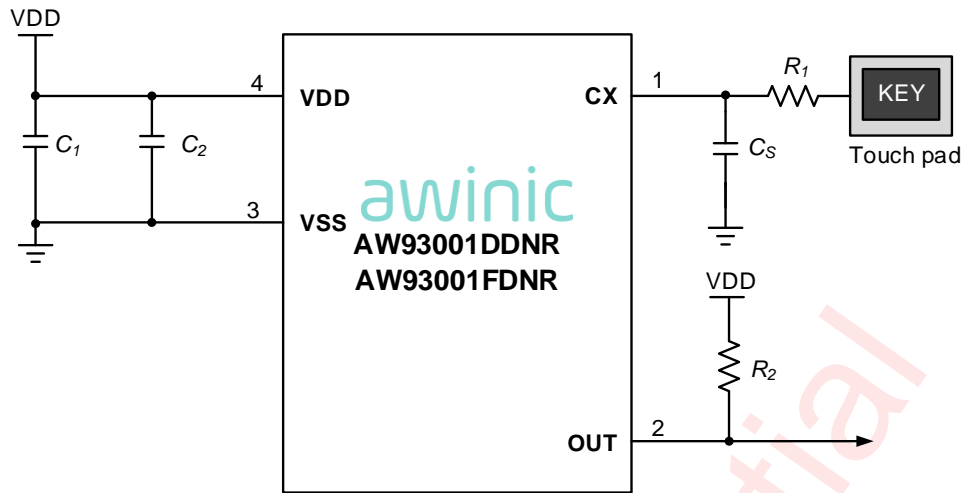 VDD
4
VDD
C1
C2
3
VSS
awinic
AW93001DDNR
AW93001FDNR
CX
1
R1
KEY
Touch pad
CS
VDD
R2
OUT
2
tial